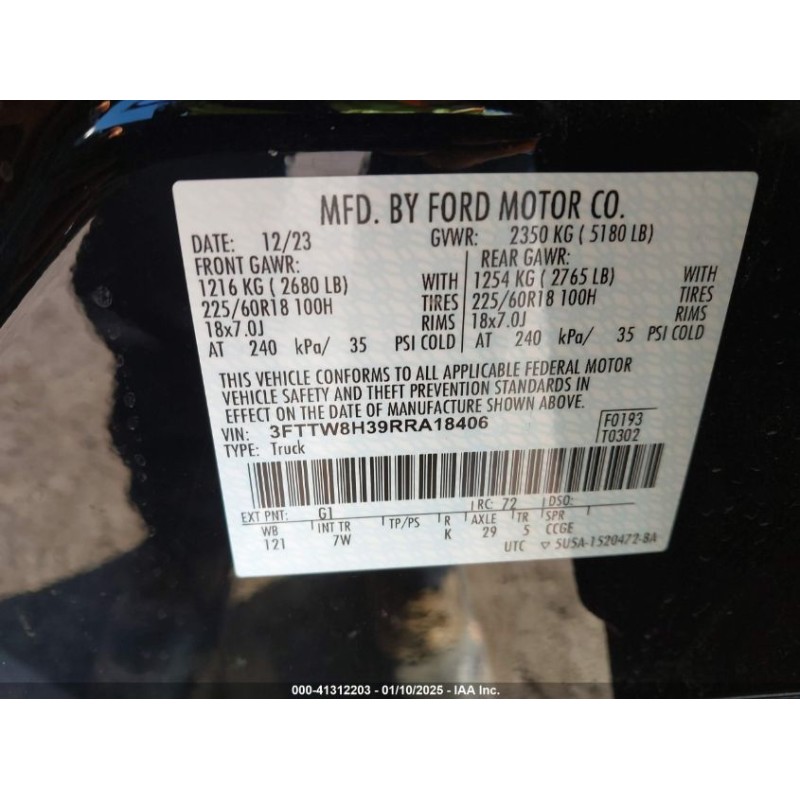 MFD. BY FORD MOTOR CO.
DATE: 12/23 GVWR: 2350 KG ( 5180 LB)
FRONT GAWR: REAR GAWR:
1216 KG ( 2680 LB) WITH 1254 KG ( 2765 LB) WITH
225/60R18 100H TIRES 225/60R18 100H TIRES
18x7.0J RIMS 18x7.0J RIMS
AT 240 kPa/ 35 PSI COLD AT 240 kPa/ 35 PSI COLD
THIS VEHICLE CONFORMS TO ALL APPLICABLE FEDERAL MOTOR
VEHICLE SAFETY AND THEFT PREVENTION STANDARDS IN
EFFECT ON THE DATE OF MANUFACTURE SHOWN ABOVE.
VIN: 3FTTW8H39RRA18406 F0193
TYPE: Truck T0302
EXT PNT: G1 RC: 72 DSO:
WB INT TR TP/PS R AXLE TR SPR
121 7W K 29 5 CCGE
UTC ▽ 5U5A-1520472-BA
000-41312203 - 01/10/2025 - IAA Inc.